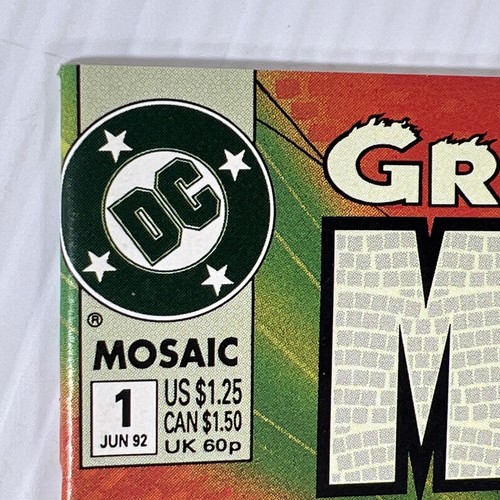 DC
®
MOSAIC
1
JUN 92
US $1.25
CAN $1.50
UK 60p
GR
M